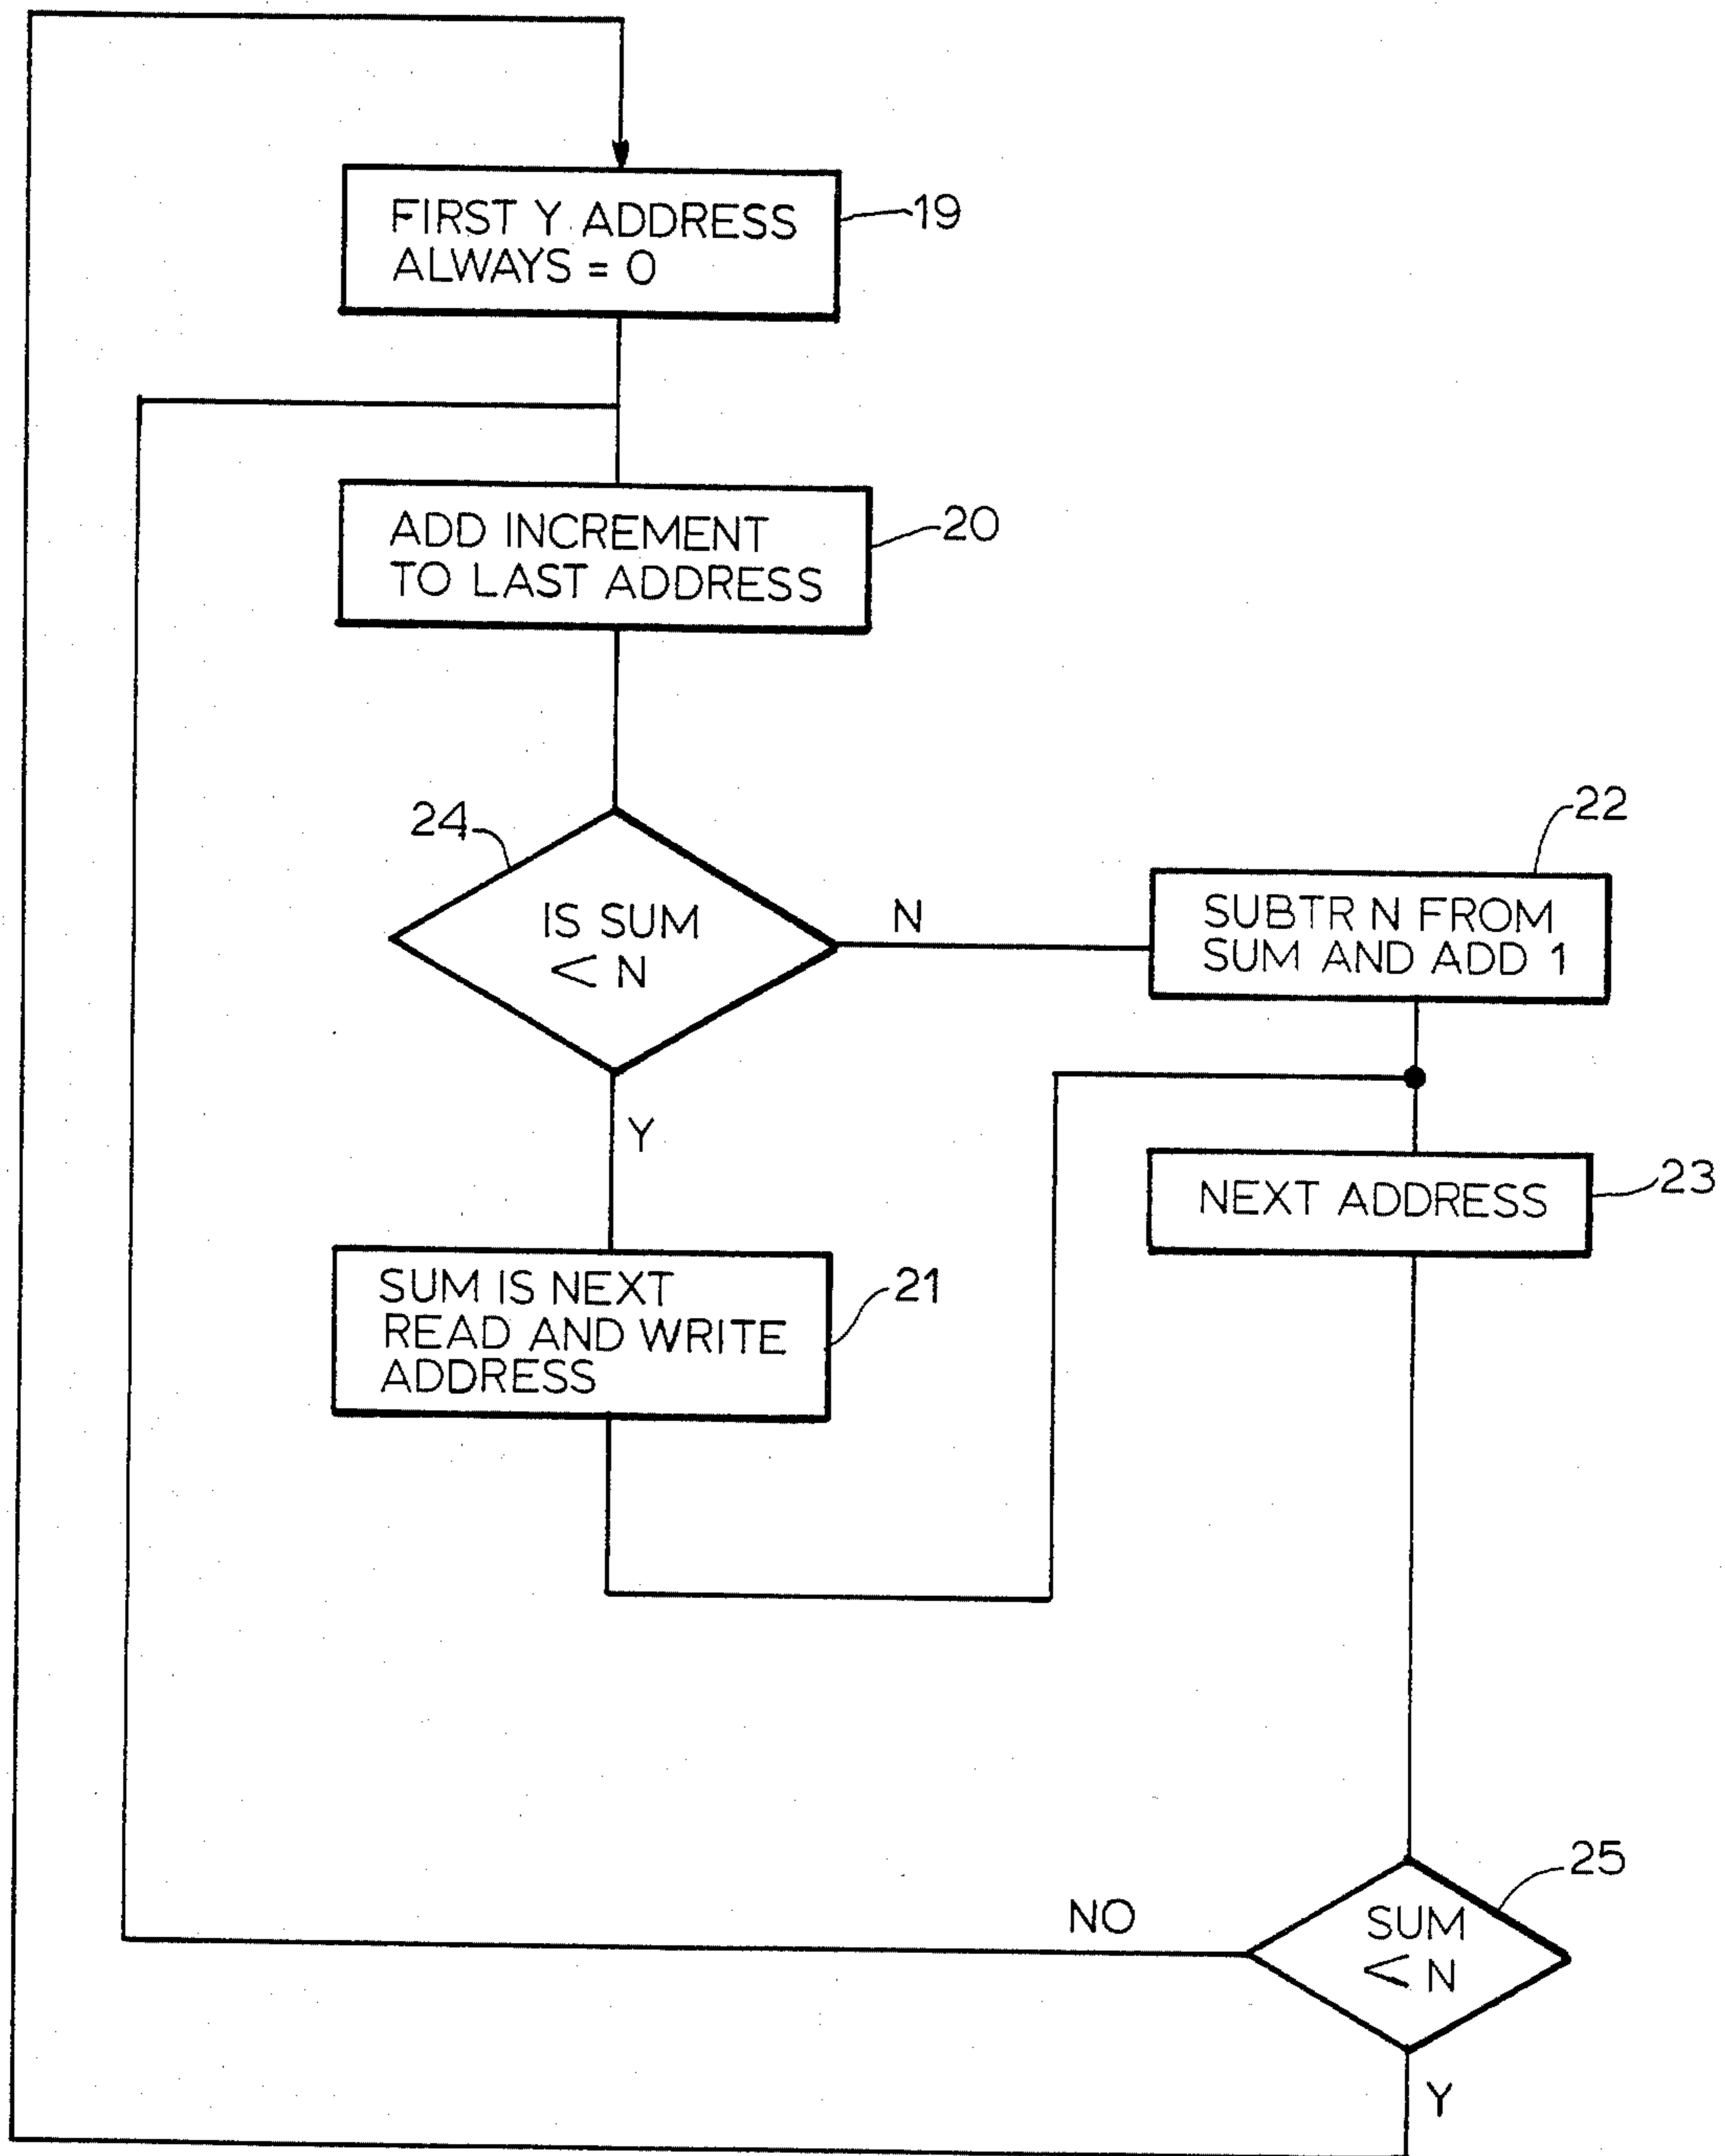 FIRST Y ADDRESS
ALWAYS = 0
19
ADD INCREMENT
TO LAST ADDRESS
20
24
IS SUM
< N
N
22
SUBTR N FROM
SUM AND ADD 1
Y
NEXT ADDRESS
23
SUM IS NEXT
READ AND WRITE
ADDRESS
21
25
NO
SUM
< N
Y